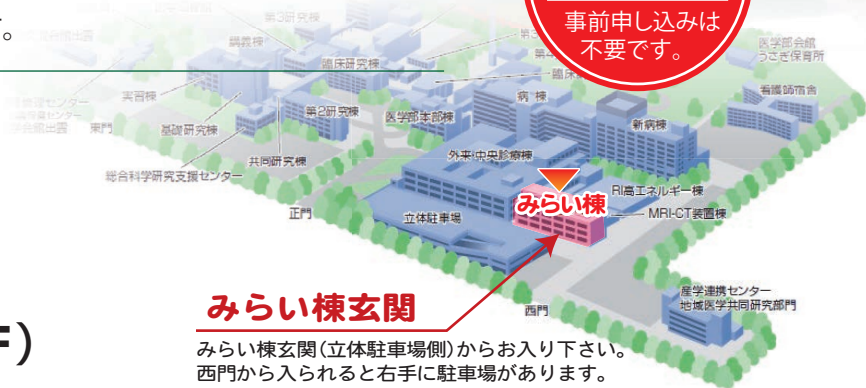 す。
事前申し込みは
不要です。
第3研究棟
講義棟
臨床研究棟
医学部会館
うさぎ保育所
看護師宿舎
実習棟
第2研究棟
医学部本部棟
病 棟
新病棟
東門
基礎研究棟
共同研究棟
外来・中央診療棟
総合科学研究支援センター
RI高エネルギー棟
みらい棟
MRI-CT装置棟
正門
立体駐車場
産学連携センター
地域医学共同研究部門
西門
みらい棟玄関
みらい棟玄関(立体駐車場側)からお入り下さい。
西門から入られると右手に駐車場があります。